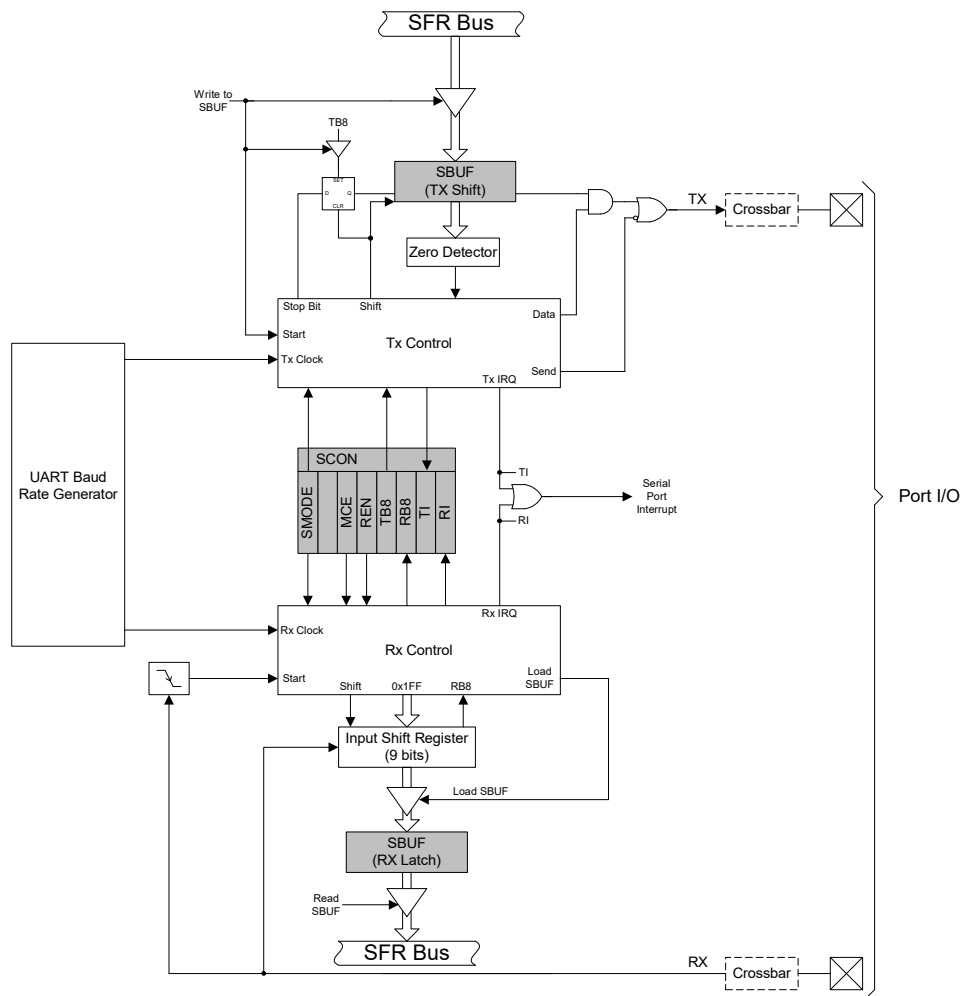 SFR Bus
Write to
SBUF
TB8
SET
D
Q
CLR
SBUF
(TX Shift)
Zero Detector
TX
Crossbar
Stop Bit
Shift
Data
Start
Tx Control
Tx Clock
Send
Tx IRQ
UART Baud
Rate Generator
SCON
SMODE
MCE
REN
TB8
RB8
TI
RI
TI
RI
Serial
Port
Interrupt
Port I/O
Rx IRQ
Rx Clock
Rx Control
Start
Load
SBUF
Shift
0x1FF
RB8
Input Shift Register
(9 bits)
Load SBUF
SBUF
(RX Latch)
Read
SBUF
SFR Bus
RX
Crossbar